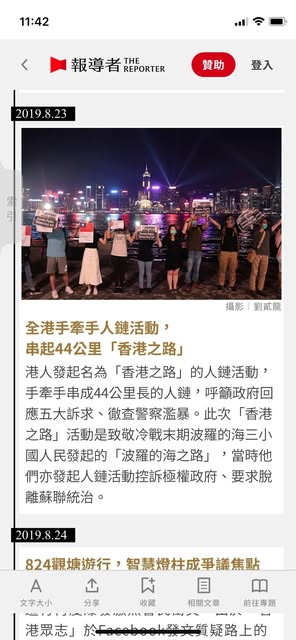 11:42
報導者 THE REPORTER
贊助
登入
2019.8.23
索引
攝影｜劉貳龍
全港手牽手人鏈活動，
串起44公里「香港之路」
港人發起名為「香港之路」的人鏈活動，
手牽手串成44公里長的人鏈，呼籲政府回
應五大訴求、徹查警察濫暴。此次「香港
之路」活動是致敬冷戰末期波羅的海三小
國人民發起的「波羅的海之路」，當時他
們亦發起人鏈活動控訴極權政府、要求脫
離蘇聯統治。
2019.8.24
824觀塘遊行，智慧燈柱成爭議焦點
眾志」於Facebook發文質疑路上的
文字大小
分享
收藏
相關文章
前往專題